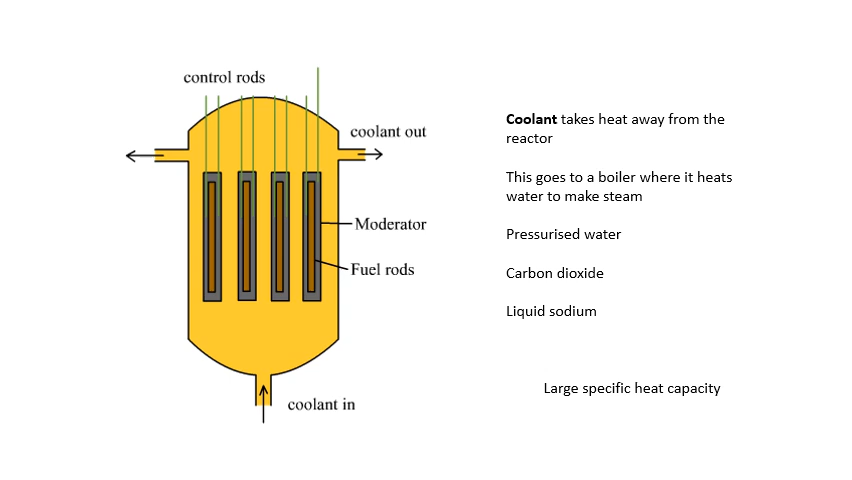 control rods
coolant out
Moderator
Fuel rods
coolant in
Coolant takes heat away from the
reactor
This goes to a boiler where it heats
water to make steam
Pressurised water
Carbon dioxide
Liquid sodium
Large specific heat capacity